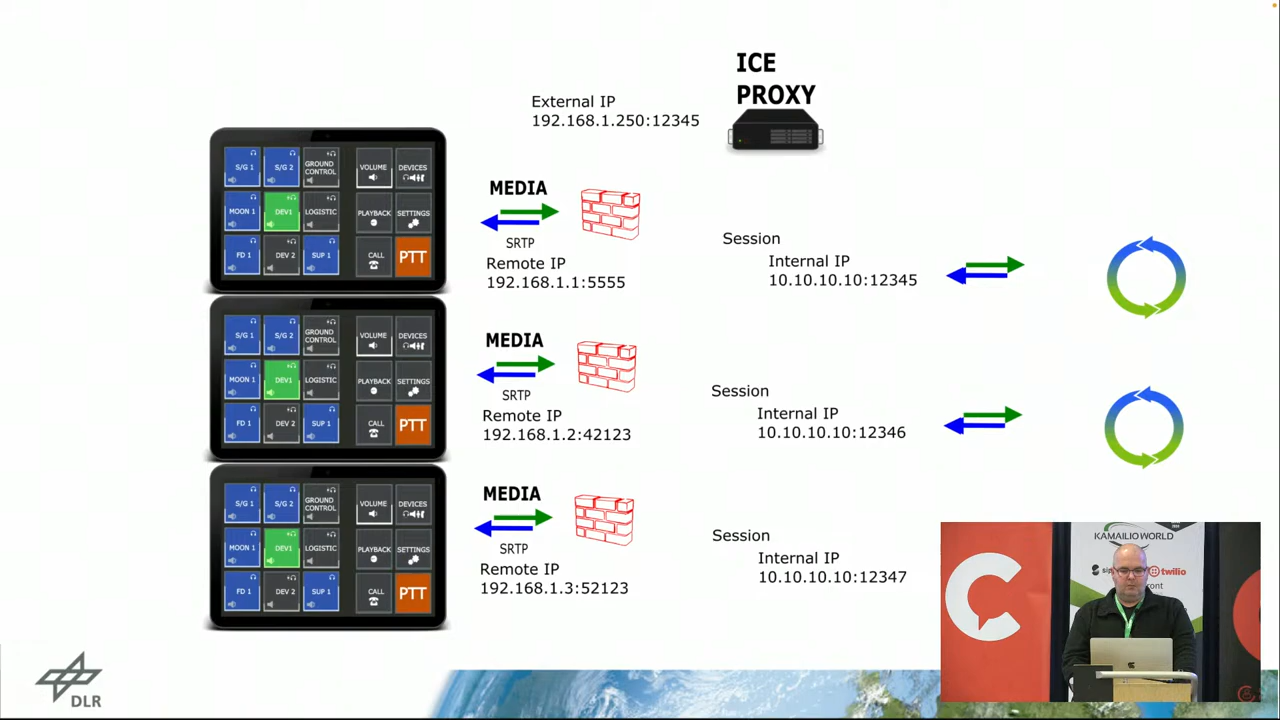 ICE
PROXY
External IP
192.168.1.250:12345
S/G 1
S/G 2
GROUND
CONTROL
VOLUME
DEVICES
MOON 1
DEV1
LOGISTIC
PLAYBACK
SETTINGS
FD 1
DEV 2
SUP 1
CALL
PTT
MEDIA
SRTP
Remote IP
192.168.1.1:5555
Session
Internal IP
10.10.10.10:12345
S/G 1
S/G 2
GROUND
CONTROL
VOLUME
DEVICES
MOON 1
DEV1
LOGISTIC
PLAYBACK
SETTINGS
FD 1
DEV 2
SUP 1
CALL
PTT
MEDIA
SRTP
Remote IP
192.168.1.2:42123
Session
Internal IP
10.10.10.10:12346
S/G 1
S/G 2
GROUND
CONTROL
VOLUME
DEVICES
MOON 1
DEV1
LOGISTIC
PLAYBACK
SETTINGS
FD 1
DEV 2
SUP 1
CALL
PTT
MEDIA
SRTP
Remote IP
192.168.1.3:52123
Session
Internal IP
10.10.10.10:12347
KAMAILIO WORLD
twilio
DLR